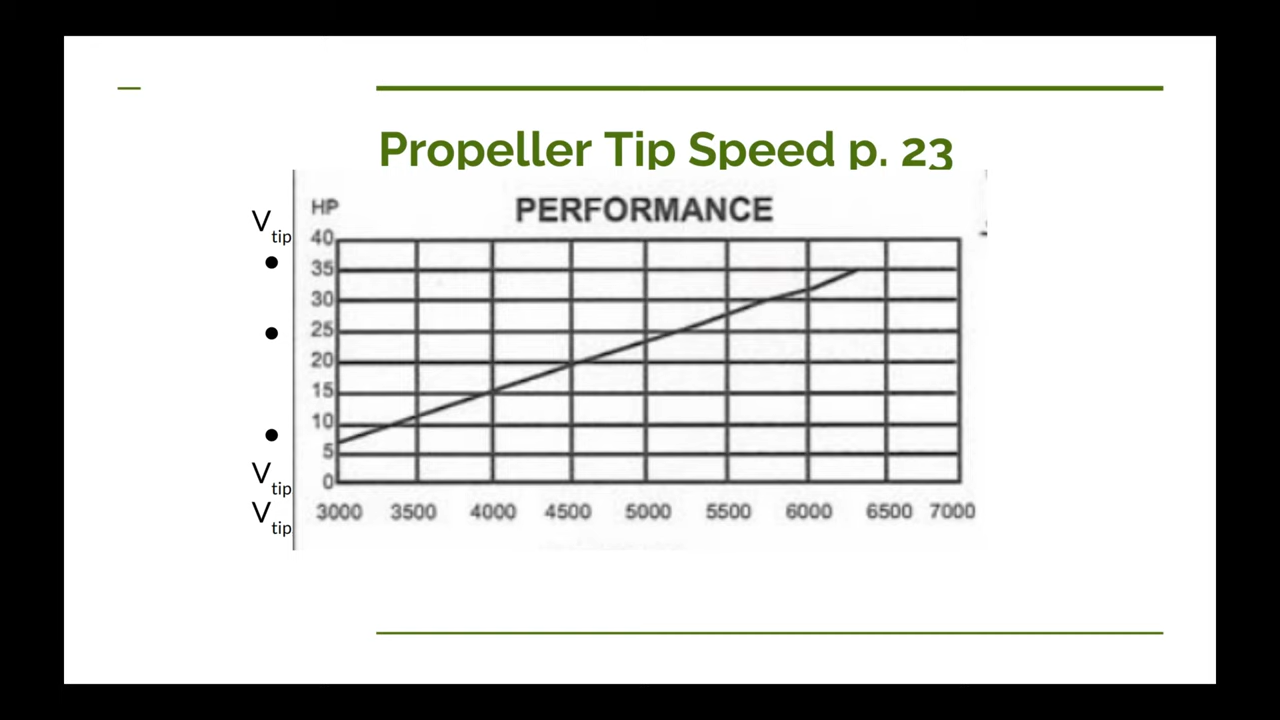 Propeller Tip Speed p. 23
HP
PERFORMANCE
V tip
40
35
30
25
20
15
10
5
0
V tip
V tip
3000 3500 4000 4500 5000 5500 6000 6500 7000